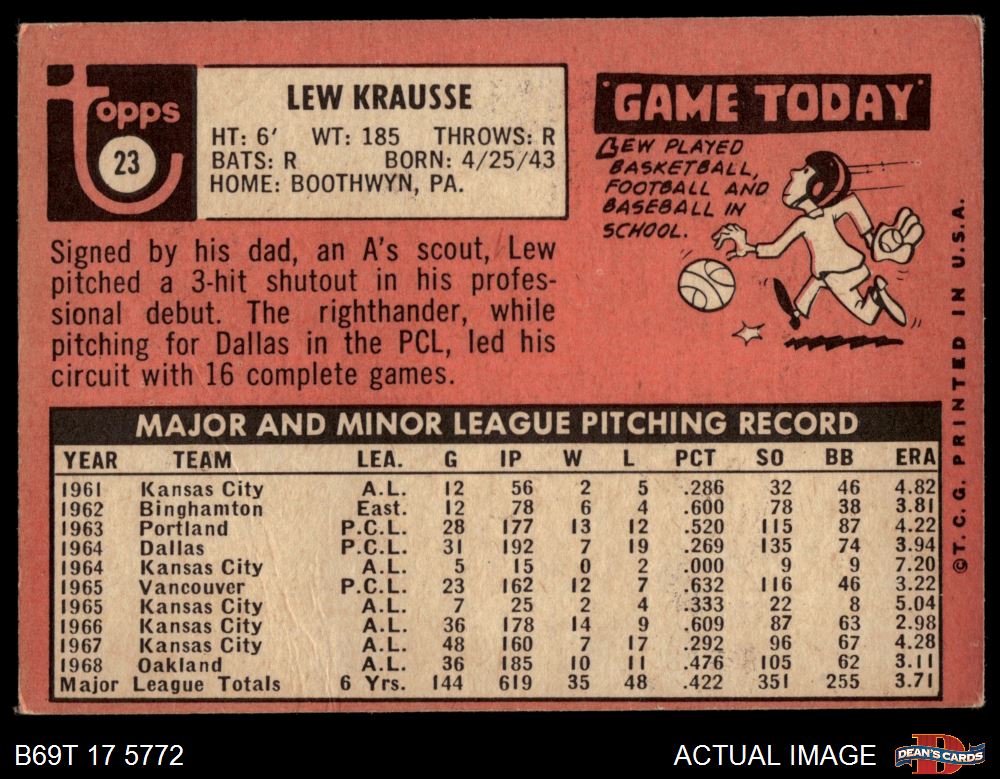 topps
23
LEW KRAUSSE
HT: 6' WT: 185 THROWS: R
BATS: R BORN: 4/25/43
HOME: BOOTHWYN, PA.
"GAME TODAY"
LEW PLAYED
BASKETBALL,
FOOTBALL AND
BASEBALL IN
SCHOOL.
Signed by his dad, an A's scout, Lew
pitched a 3-hit shutout in his profes-
sional debut. The righthander, while
pitching for Dallas in the PCL, led his
circuit with 16 complete games.
©T. C. G. PRINTED IN U.S.A.
MAJOR AND MINOR LEAGUE PITCHING RECORD
YEAR TEAM LEA. G IP W L PCT SO BB ERA
1961 Kansas City A.L. 12 56 2 5 .286 32 46 4.82
1962 Binghamton East. 12 78 6 4 .600 78 38 3.81
1963 Portland P.C.L. 28 177 13 12 .520 115 87 4.22
1964 Dallas P.C.L. 31 192 7 19 .269 135 74 3.94
1964 Kansas City A.L. 5 15 0 2 .000 9 9 7.20
1965 Vancouver P.C.L. 23 162 12 7 .632 116 46 3.22
1965 Kansas City A.L. 7 25 2 4 .333 22 8 5.04
1966 Kansas City A.L. 36 178 14 9 .609 87 63 2.98
1967 Kansas City A.L. 48 160 7 17 .292 96 67 4.28
1968 Oakland A.L. 36 185 10 11 .476 105 62 3.11
Major League Totals 6 Yrs. 144 619 35 48 .422 351 255 3.71
B69T 17 5772
ACTUAL IMAGE
D
DEAN'S CARDS